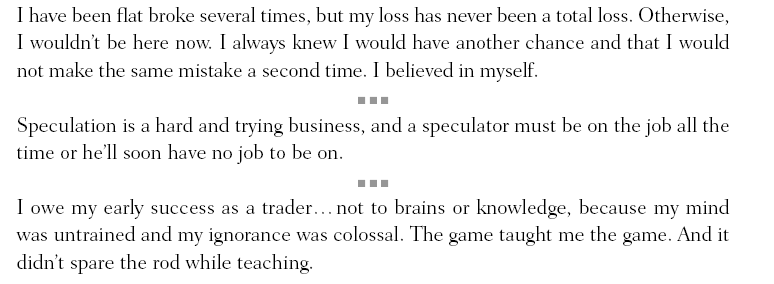 I have been flat broke several times, but my loss has never been a total loss. Otherwise,
I wouldn’t be here now. I always knew I would have another chance and that I would
not make the same mistake a second time. I believed in myself.
Speculation is a hard and trying business, and a speculator must be on the job all the
time or he’ll soon have no job to be on.
I owe my early success as a trader…not to brains or knowledge, because my mind
was untrained and my ignorance was colossal. The game taught me the game. And it
didn’t spare the rod while teaching.